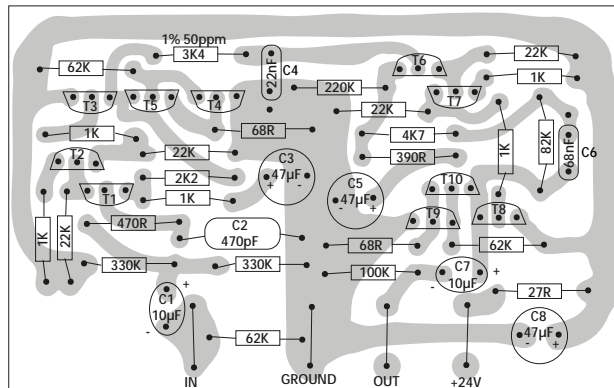 1% 50ppm
3K4
62K
22nF
C4
T3
T5
T4
1K
68R
T2
22K
C3
47µF
+ -
2K2
T1
1K
1K
22K
470R
C2
470pF
330K
330K
C1
10µF
+
-
62K
IN
GROUND
T6
22K
220K
T7
1K
22K
4K7
390R
1K
82K
68nF
C6
C5
47µF
- +
T10
T9
T8
68R
62K
100K
C7
10µF
- +
27R
C8
47µF
- +
OUT
+24V